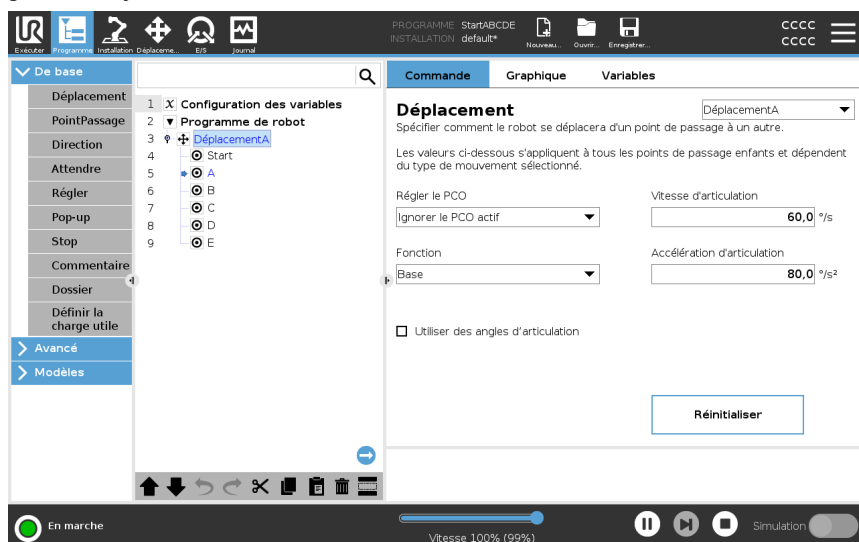 UR
PROGRAMME StartABCDE
INSTALLATION default*
CCCC
CCCC
Exécuter Programme Installation Déplaceme... E/S Journal Nouveau... Ouvrir... Enregistrer...
De base
Déplacement
PointPassage
Direction
Attendre
Régler
Pop-up
Stop
Commentaire
Dossier
Définir la
charge utile
Avancé
Modèles
1 X Configuration des variables
2 Programme de robot
3 DéplacementA
4 Start
5 A
6 B
7 C
8 D
9 E
Commande Graphique Variables
Déplacement DéplacementA
Spécifier comment le robot se déplacera d'un point de passage à un autre.
Les valeurs ci-dessous s'appliquent à tous les points de passage enfants et dépendent
du type de mouvement sélectionné.
Régler le PCO Vitesse d'articulation
Ignorer le PCO actif 60,0 °/s
Fonction Accélération d'articulation
Base 80,0 °/s²
Utiliser des angles d'articulation
Réinitialiser
En marche
Vitesse 100% (99%)
Simulation